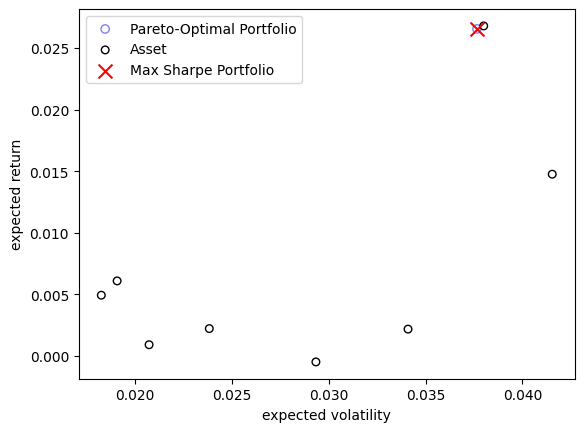 Pareto-Optimal Portfolio
Asset
Max Sharpe Portfolio
0.025
0.020
0.015
0.010
0.005
0.000
expected return
0.020 0.025 0.030 0.035 0.040
expected volatility